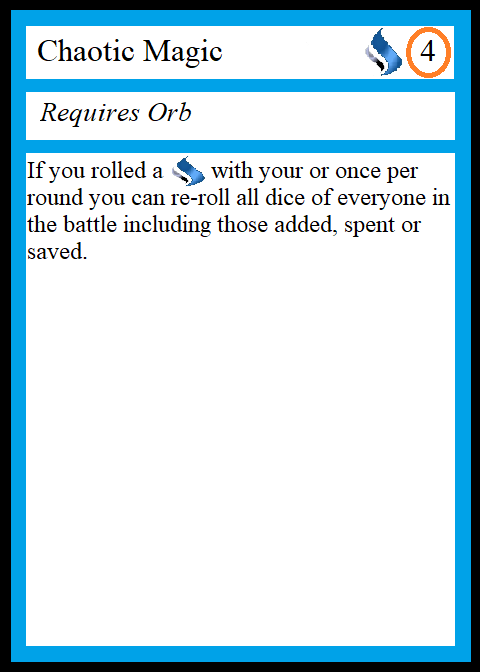 Chaotic Magic 4
Requires Orb
If you rolled a with your or once per
round you can re-roll all dice of everyone in
the battle including those added, spent or
saved.